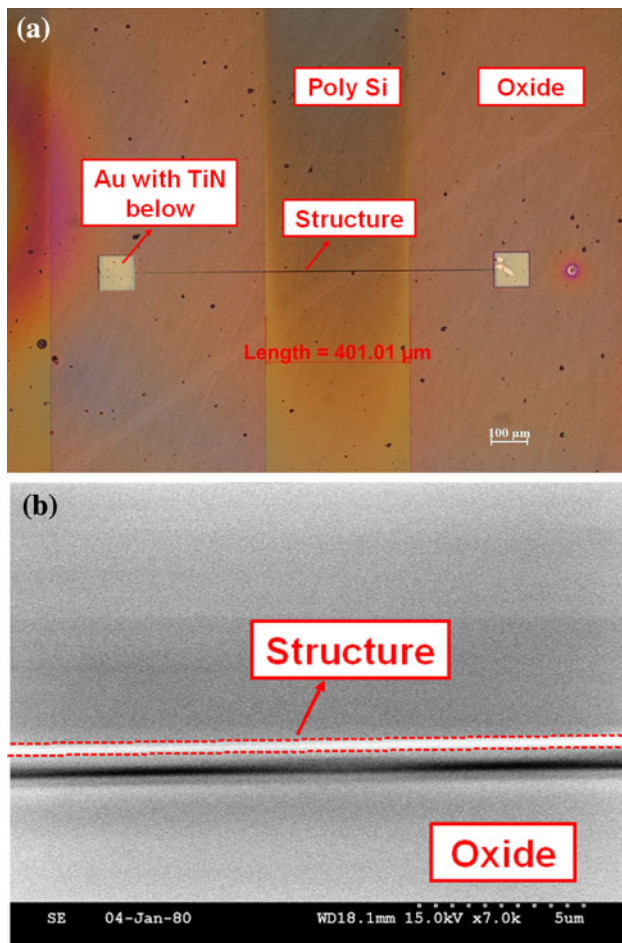 (a)
Poly Si
Oxide
Au with TiN
below
Structure
Length = 401.01 µm
100 µm
(b)
Structure
Oxide
SE 04-Jan-80 WD18.1mm 15.0kV x7.0k 5um